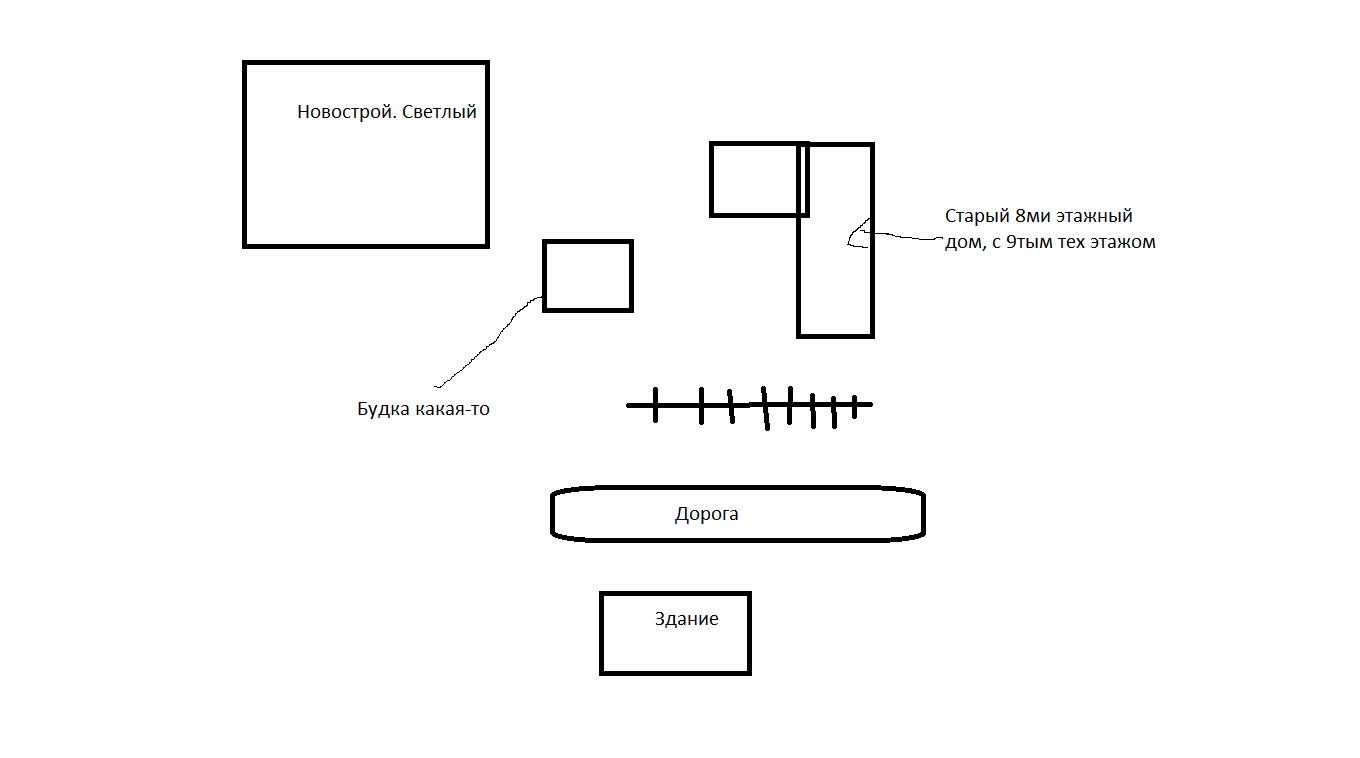 Новострой. Светлый
Старый 8ми этажный
дом, с 9тым тех этажом
Будка какая-то
Дорога
Здание